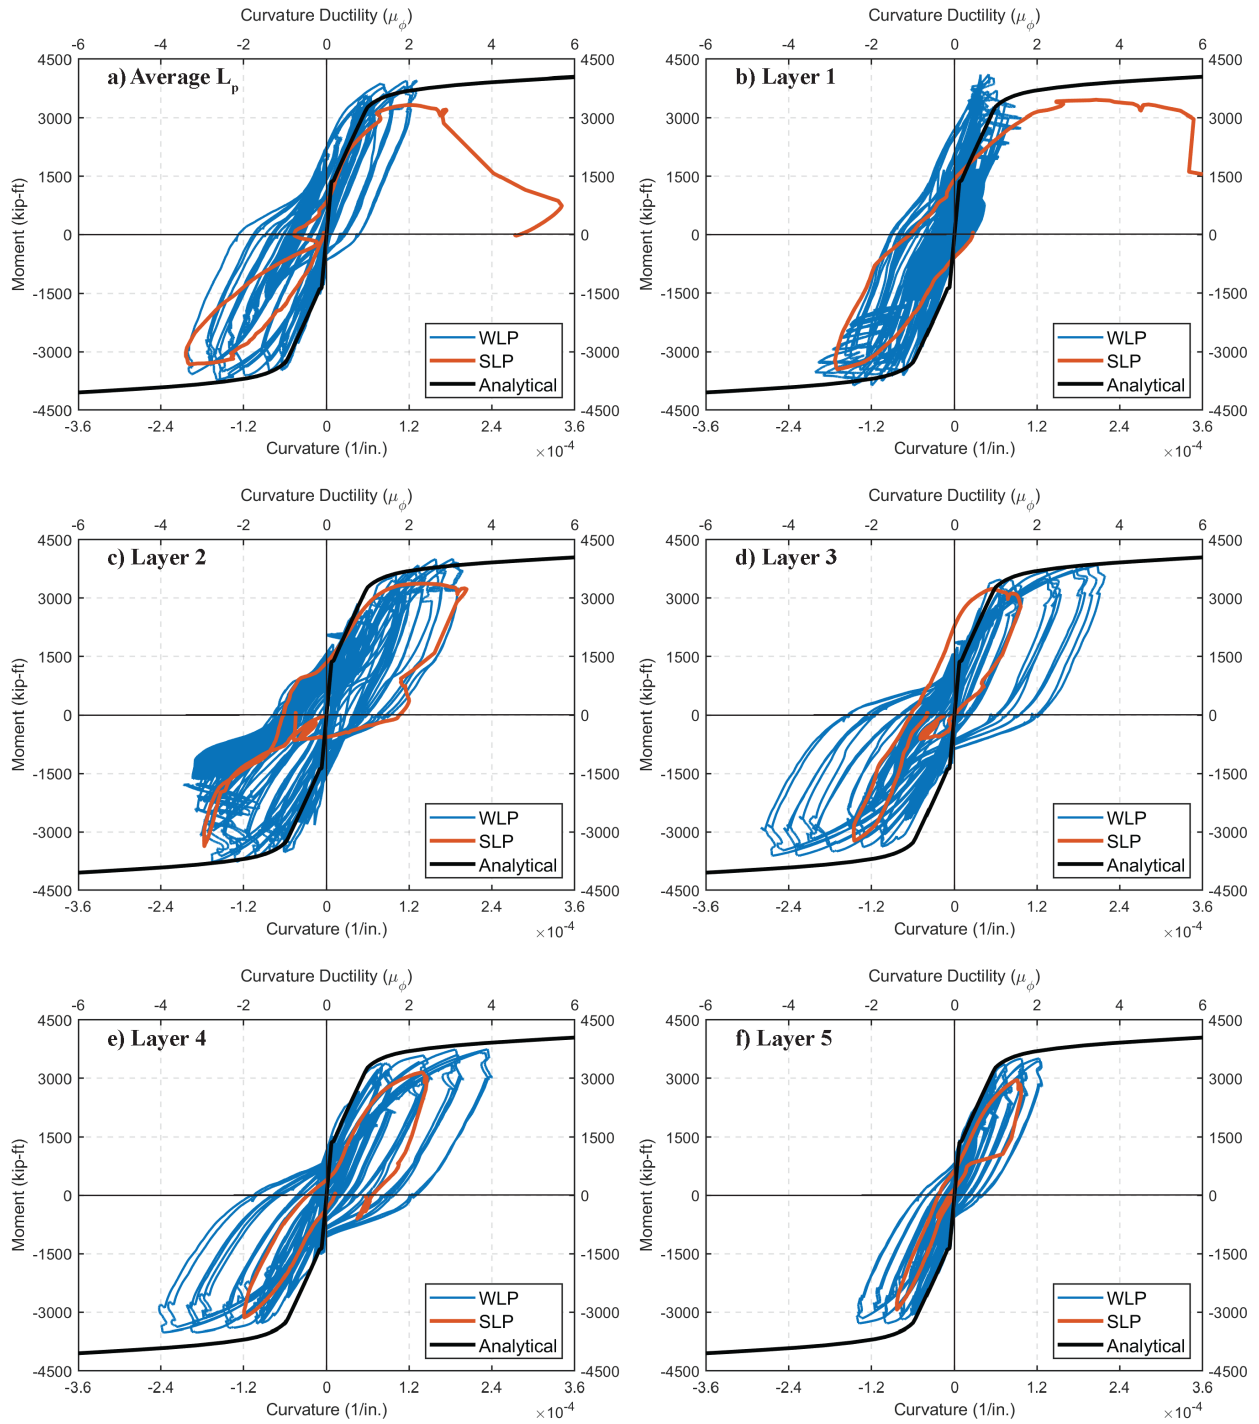 Curvature Ductility (μϕ) Curvature Ductility (μϕ)
-6 -4 -2 0 2 4 6 -6 -4 -2 0 2 4 6
4500 a) Average Lp 4500 4500 b) Layer 1 4500
3000 3000 3000 3000
1500 1500 1500 1500
Moment (kip-ft) 0 0 Moment (kip-ft) 0 0
-1500 -1500 -1500 -1500
WLP WLP
-3000 SLP -3000 -3000 SLP -3000
Analytical Analytical
-4500 -4500 -4500 -4500
-3.6 -2.4 -1.2 0 1.2 2.4 3.6 -3.6 -2.4 -1.2 0 1.2 2.4 3.6
Curvature (1/in.) ×10-4 Curvature (1/in.) ×10-4
Curvature Ductility (μϕ) Curvature Ductility (μϕ)
-6 -4 -2 0 2 4 6 -6 -4 -2 0 2 4 6
4500 c) Layer 2 4500 4500 d) Layer 3 4500
3000 3000 3000 3000
1500 1500 1500 1500
Moment (kip-ft) 0 0 Moment (kip-ft) 0 0
-1500 -1500 -1500 -1500
WLP WLP
-3000 SLP -3000 -3000 SLP -3000
Analytical Analytical
-4500 -4500 -4500 -4500
-3.6 -2.4 -1.2 0 1.2 2.4 3.6 -3.6 -2.4 -1.2 0 1.2 2.4 3.6
Curvature (1/in.) ×10-4 Curvature (1/in.) ×10-4
Curvature Ductility (μϕ) Curvature Ductility (μϕ)
-6 -4 -2 0 2 4 6 -6 -4 -2 0 2 4 6
4500 e) Layer 4 4500 4500 f) Layer 5 4500
3000 3000 3000 3000
1500 1500 1500 1500
Moment (kip-ft) 0 0 Moment (kip-ft) 0 0
-1500 -1500 -1500 -1500
WLP WLP
-3000 SLP -3000 -3000 SLP -3000
Analytical Analytical
-4500 -4500 -4500 -4500
-3.6 -2.4 -1.2 0 1.2 2.4 3.6 -3.6 -2.4 -1.2 0 1.2 2.4 3.6
Curvature (1/in.) ×10-4 Curvature (1/in.) ×10-4